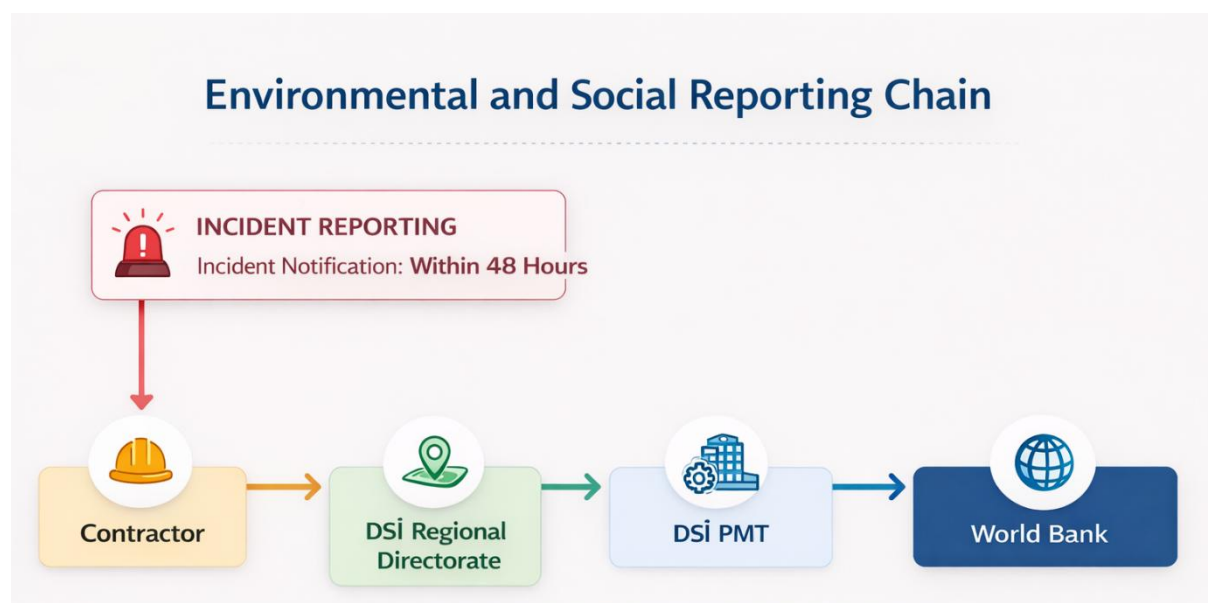 Environmental and Social Reporting Chain
INCIDENT REPORTING
Incident Notification: Within 48 Hours
Contractor
DSİ Regional
Directorate
DSİ PMT
World Bank